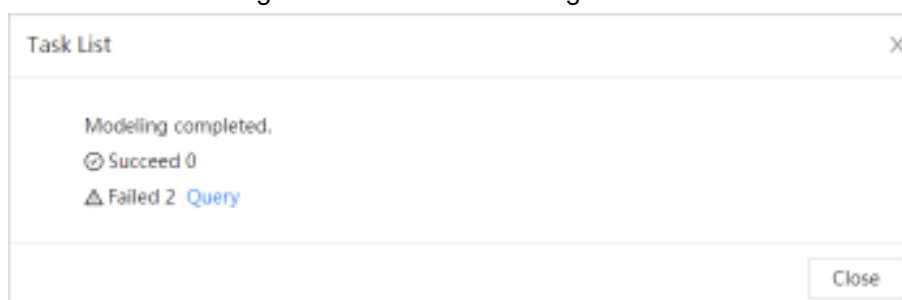 Task List X
Modeling completed.
Succeed 0
Failed 2 Query
Close